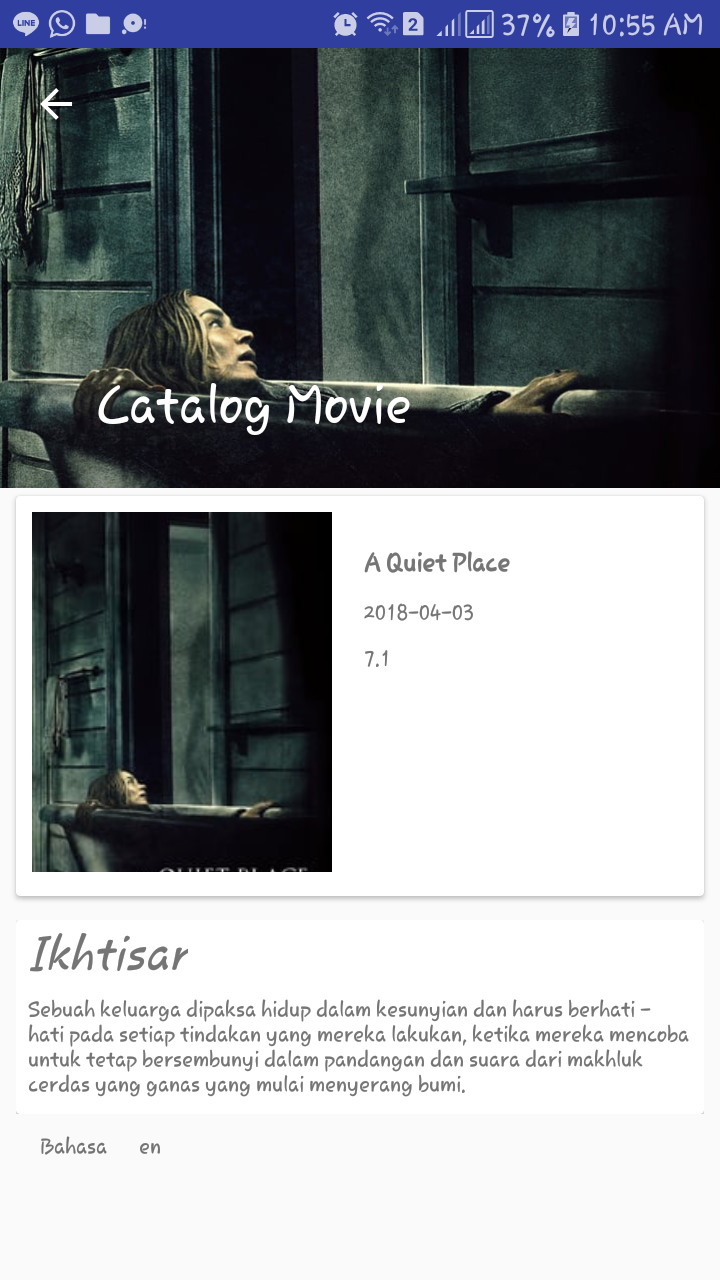 LINE 2 37% 10:55 AM
Catalog Movie
A Quiet Place
2018-04-03
7.1
QUIET PLACE
Ikhtisar
Sebuah keluarga dipaksa hidup dalam kesunyian dan harus berhati -
hati pada setiap tindakan yang mereka lakukan, ketika mereka mencoba
untuk tetap bersembunyi dalam pandangan dan suara dari makhluk
cerdas yang ganas yang mulai menyerang bumi.
Bahasa en